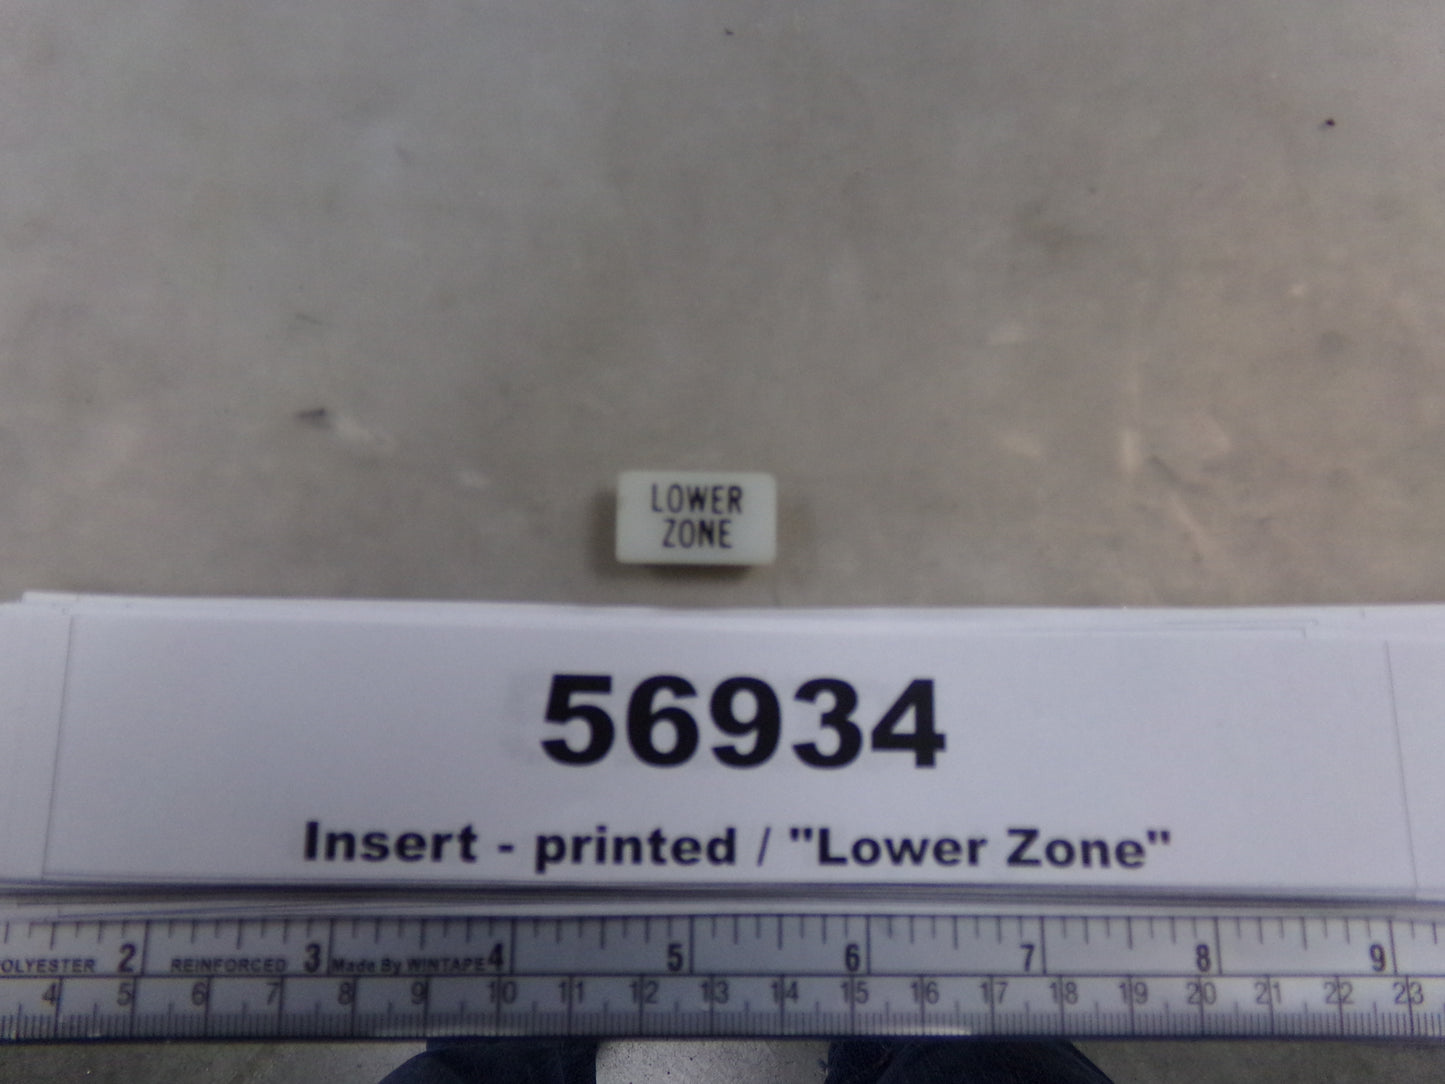 LOWER
ZONE
56934
Insert - printed / "Lower Zone"
OLYESTER 2 REINFORCED 3 Made By WINTAPE 4 5 6 7 8 9
4 5 6 7 8 9 10 11 12 13 14 15 16 17 18 19 20 21 22 23